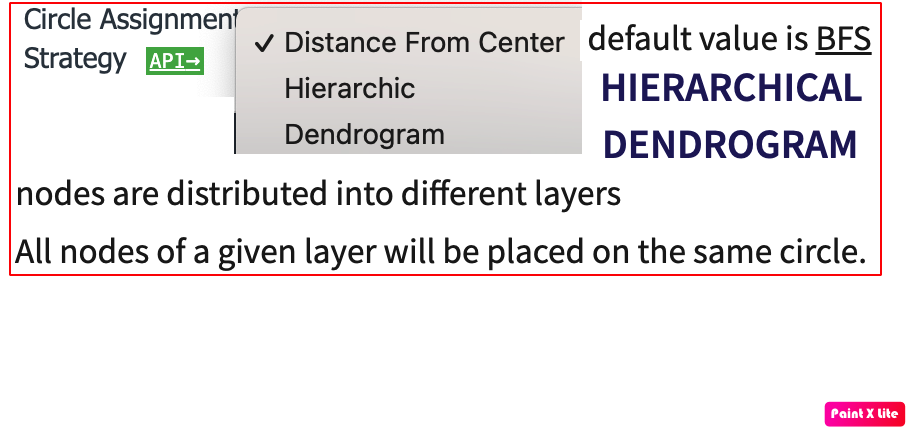 Circle Assignment
Strategy API→
✓ Distance From Center
Hierarchic
Dendrogram
default value is BFS
HIERARCHICAL
DENDROGRAM
nodes are distributed into different layers
All nodes of a given layer will be placed on the same circle.
Paint X Lite